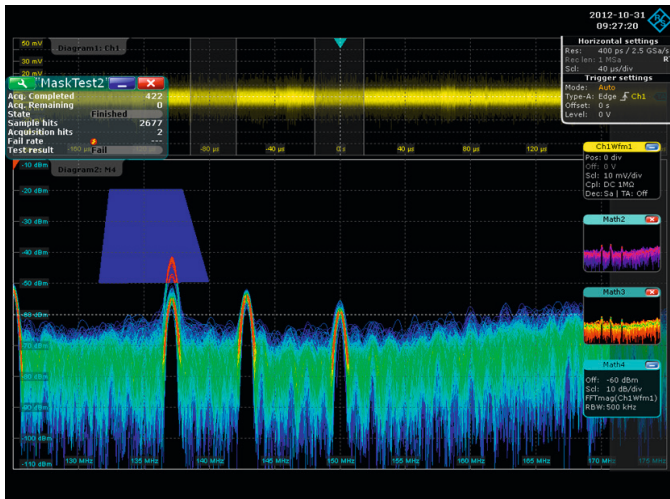 2012-10-31
09:27:20
Horizontal settings
Res: 400 ps / 2.5 GSa/s
Rec len: 1 MSa
Scl: 40 µs/div
Trigger settings
Mode: Auto
Type-A: Edge Ch1
Offset: 0 s
Level: 0 V
50 mV
Diagram1: Ch1
30 mV
20 mV
"MaskTest2"
Acq. Completed 422
Acq. Remaining 0
State Finished
Sample hits 2677
Acquisition hits 2
Fail rate ---
Test result Fail
-80 µs
-40 µs
0 s
40 µs
80 µs
120 µs
Ch1Wfm1
Pos: 0 div
Off: 0 V
Scl: 10 mV/div
Cpl: DC 1MΩ
Dec: Sa | TA: Off
Math2
Math3
Math4
Off: -60 dBm
Scl: 10 dB/div
FFTmag(Ch1Wfm1)
RBW: 500 kHz
-10 dBm
Diagram2: M4
-20 dBm
-30 dBm
-40 dBm
-50 dBm
-60 dBm
-70 dBm
-80 dBm
-90 dBm
-100 dBm
-110 dBm
130 MHz
135 MHz
140 MHz
145 MHz
150 MHz
155 MHz
160 MHz
165 MHz
170 MHz